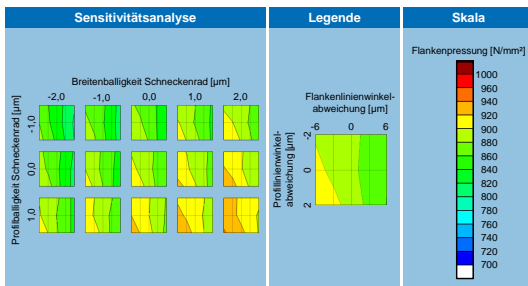 Sensitivitätsanalyse
Breitenballigkeit Schneckenrad [µm]
-2,0 -1,0 0,0 1,0 2,0
Profilballigkeit Schneckenrad [µm]
-1,0
0,0
1,0
Legende
Flankenlinienwinkel-
abweichung [µm]
-6 0 6
Profillinienwinkel-
abweichung [µm]
-2
0
2
Skala
Flankenpressung [N/mm²]
1000
960
940
920
900
880
860
840
820
800
780
760
740
720
700